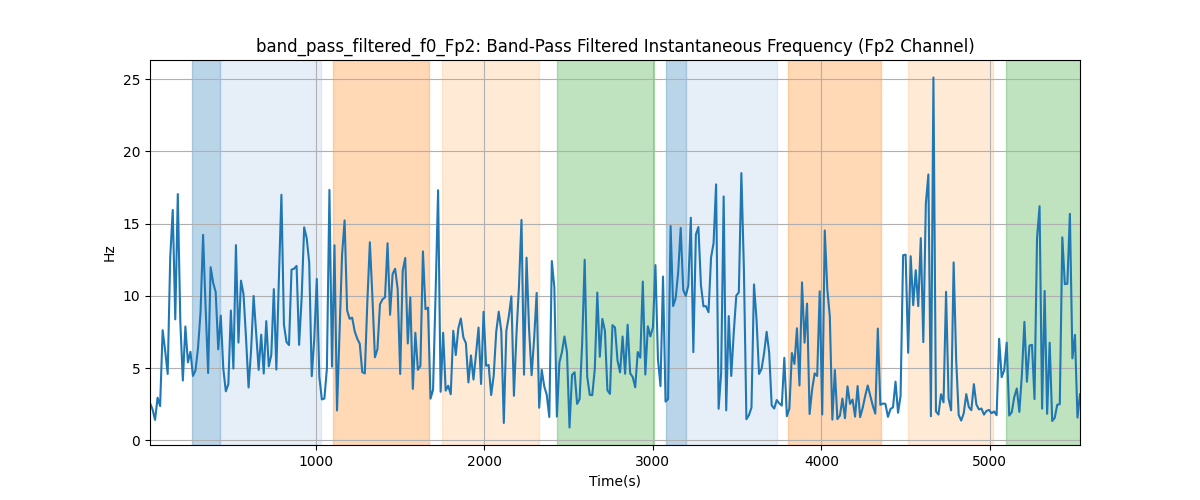 band_pass_filtered_f0_Fp2: Band-Pass Filtered Instantaneous Frequency (Fp2 Channel)
25
20
15
10
5
0
Hz
1000 2000 3000 4000 5000
Time(s)